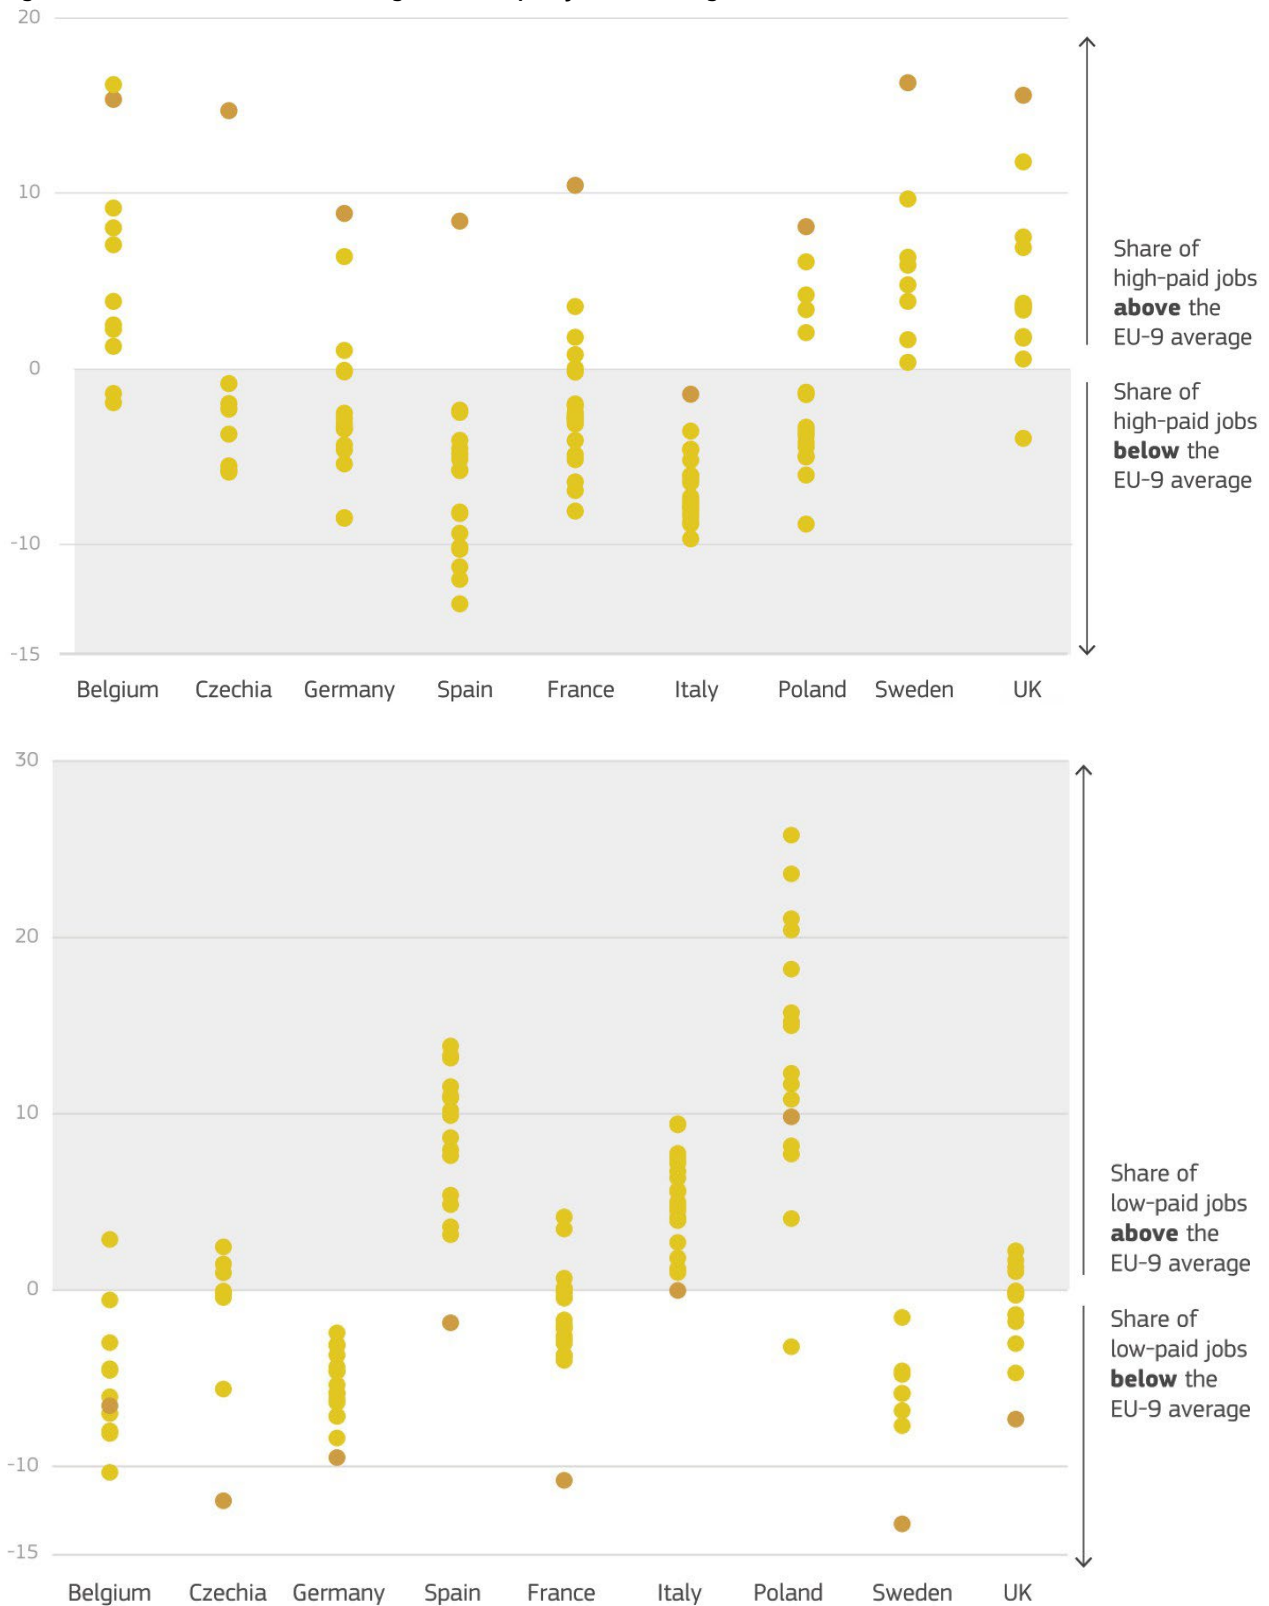 20
10
0
-10
-15
Share of
high-paid jobs
above the
EU-9 average
Share of
high-paid jobs
below the
EU-9 average
Belgium Czechia Germany Spain France Italy Poland Sweden UK
30
20
10
0
-10
-15
Share of
low-paid jobs
above the
EU-9 average
Share of
low-paid jobs
below the
EU-9 average
Belgium Czechia Germany Spain France Italy Poland Sweden UK